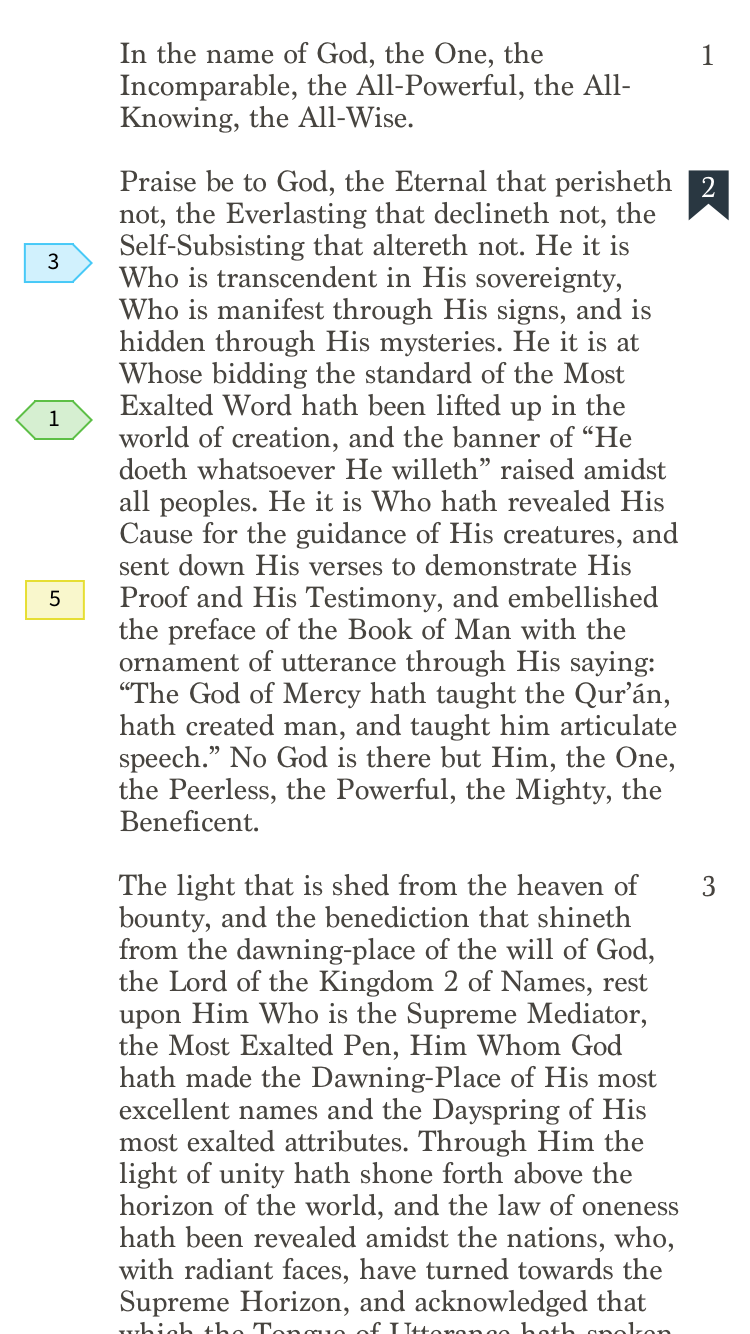 In the name of God, the One, the
1
Incomparable, the All-Powerful, the All-
Knowing, the All-Wise.
Praise be to God, the Eternal that perisheth
2
not, the Everlasting that declineth not, the
Self-Subsisting that altereth not. He it is
3
Who is transcendent in His sovereignty,
Who is manifest through His signs, and is
hidden through His mysteries. He it is at
Whose bidding the standard of the Most
Exalted Word hath been lifted up in the
1
world of creation, and the banner of “He
doeth whatsoever He willeth” raised amidst
all peoples. He it is Who hath revealed His
Cause for the guidance of His creatures, and
sent down His verses to demonstrate His
5
Proof and His Testimony, and embellished
the preface of the Book of Man with the
ornament of utterance through His saying:
“The God of Mercy hath taught the Qur’án,
hath created man, and taught him articulate
speech.” No God is there but Him, the One,
the Peerless, the Powerful, the Mighty, the
Beneficent.
The light that is shed from the heaven of
3
bounty, and the benediction that shineth
from the dawning-place of the will of God,
the Lord of the Kingdom 2 of Names, rest
upon Him Who is the Supreme Mediator,
the Most Exalted Pen, Him Whom God
hath made the Dawning-Place of His most
excellent names and the Dayspring of His
most exalted attributes. Through Him the
light of unity hath shone forth above the
horizon of the world, and the law of oneness
hath been revealed amidst the nations, who,
with radiant faces, have turned towards the
Supreme Horizon, and acknowledged that
which the Tongue of Utterance hath spoken